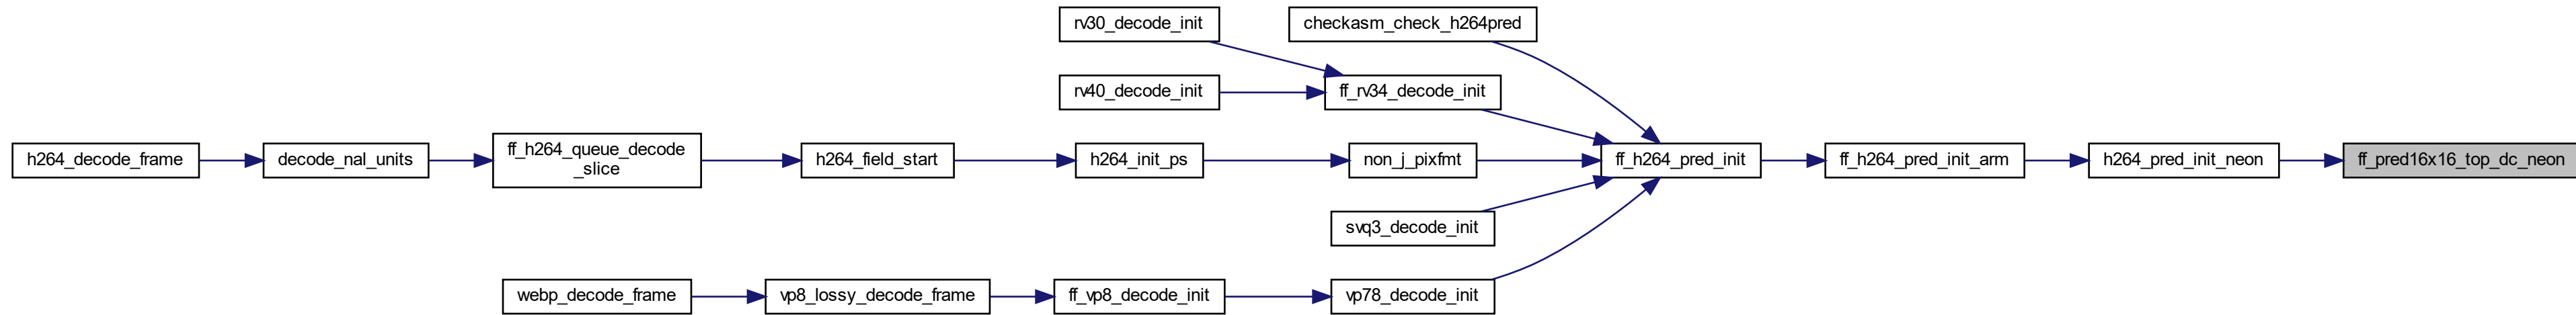 rv30_decode_init
checkasm_check_h264pred
rv40_decode_init
ff_rv34_decode_init
h264_decode_frame
decode_nal_units
ff_h264_queue_decode
_slice
h264_field_start
h264_init_ps
non_j_pixfmt
ff_h264_pred_init
ff_h264_pred_init_arm
h264_pred_init_neon
ff_pred16x16_top_dc_neon
svq3_decode_init
webp_decode_frame
vp8_lossy_decode_frame
ff_vp8_decode_init
vp78_decode_init